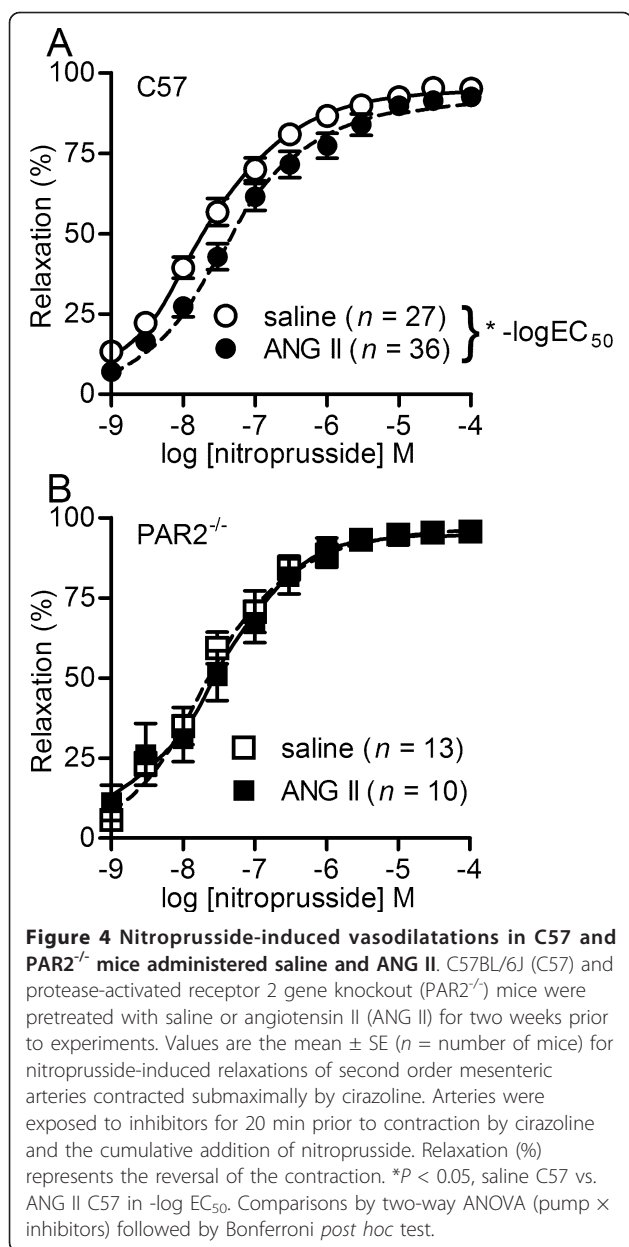 A
C57
100
75
50
25
0
Relaxation (%)
saline (n = 27)
ANG II (n = 36)
} * -logEC50
-9 -8 -7 -6 -5 -4
log [nitroprusside] M
B
PAR2-/-
100
75
50
25
0
Relaxation (%)
saline (n = 13)
ANG II (n = 10)
-9 -8 -7 -6 -5 -4
log [nitroprusside] M
Figure 4 Nitroprusside-induced vasodilatations in C57 and
PAR2-/- mice administered saline and ANG II. C57BL/6J (C57) and
protease-activated receptor 2 gene knockout (PAR2-/-) mice were
pretreated with saline or angiotensin II (ANG II) for two weeks prior
to experiments. Values are the mean ± SE (n = number of mice) for
nitroprusside-induced relaxations of second order mesenteric
arteries contracted submaximally by cirazoline. Arteries were
exposed to inhibitors for 20 min prior to contraction by cirazoline
and the cumulative addition of nitroprusside. Relaxation (%)
represents the reversal of the contraction. *P < 0.05, saline C57 vs.
ANG II C57 in -log EC50. Comparisons by two-way ANOVA (pump ×
inhibitors) followed by Bonferroni post hoc test.